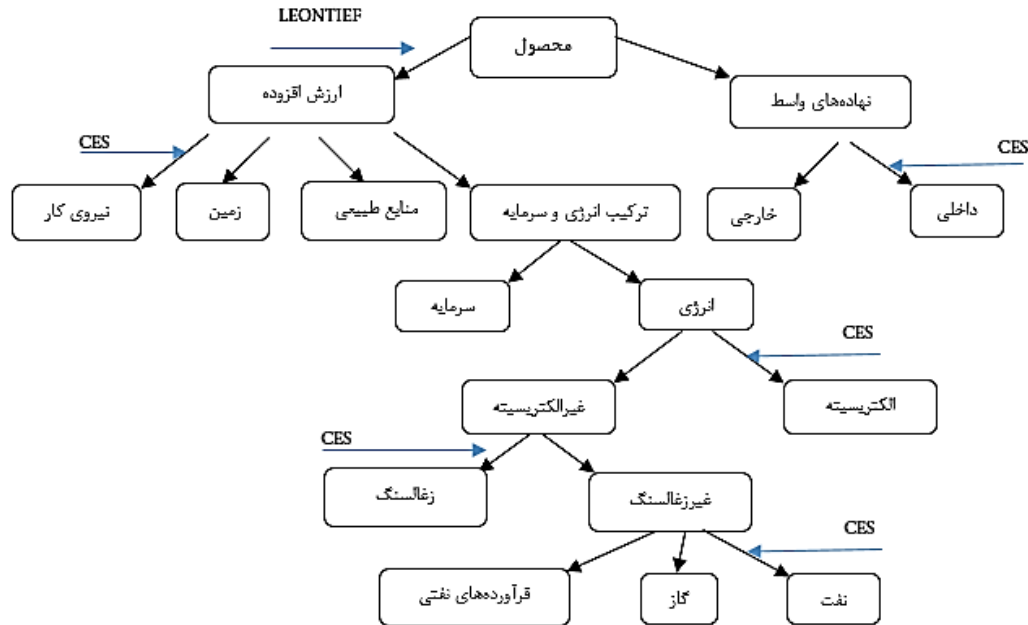 LEONTIEF
محصول
ارزش افزوده
نهاده‌های واسط
CES
CES
نیروی کار
زمین
منابع طبیعی
ترکیب انرژی و سرمایه
خارجی
داخلی
سرمایه
انرژی
CES
غیرالکتریسیته
الکتریسیته
CES
زغالسنگ
غیرزغالسنگ
CES
فرآورده‌های نفتی
گاز
نفت